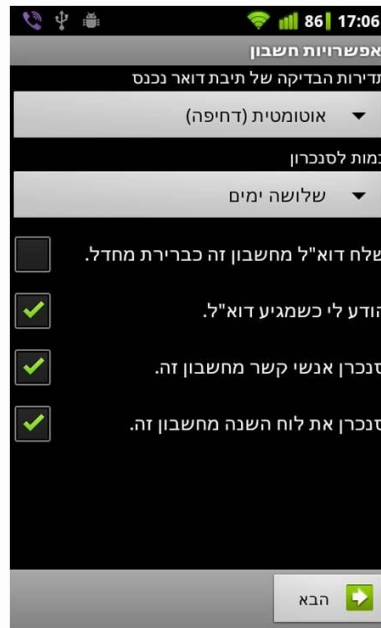 86 17:06
אפשרויות חשבון
תדירות הבדיקה של תיבת דואר נכנס
אוטומטית (דחיפה)
כמות לסנכרון
שלושה ימים
שלח דוא"ל מחשבון זה כברירת מחדל.
הודע לי כשמגיע דוא"ל.
סנכרן אנשי קשר מחשבון זה.
סנכרן את לוח השנה מחשבון זה.
הבא